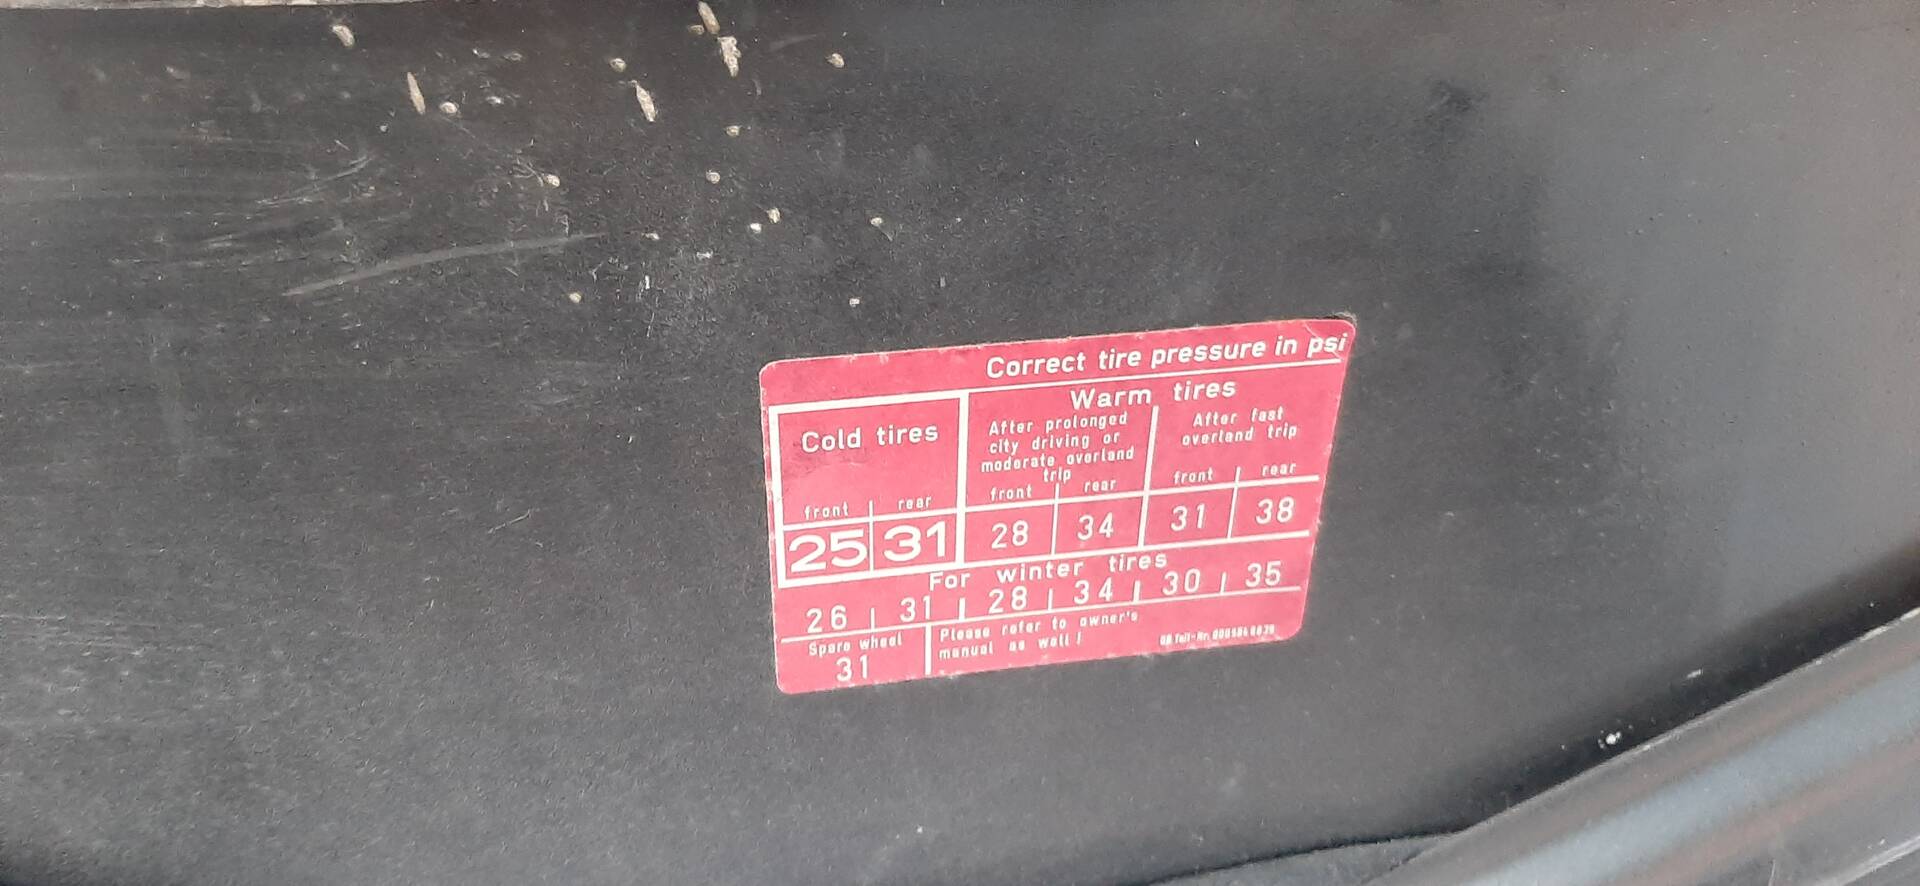 Correct tire pressure in psi
Warm tires
Cold tires
After prolonged
city driving or
moderate overland
trip
After fast
overland trip
front rear front rear front rear
25 31 28 34 31 38
For winter tires
26 31 28 34 30 35
Spare wheel
31
Please refer to owner's
manual as well!